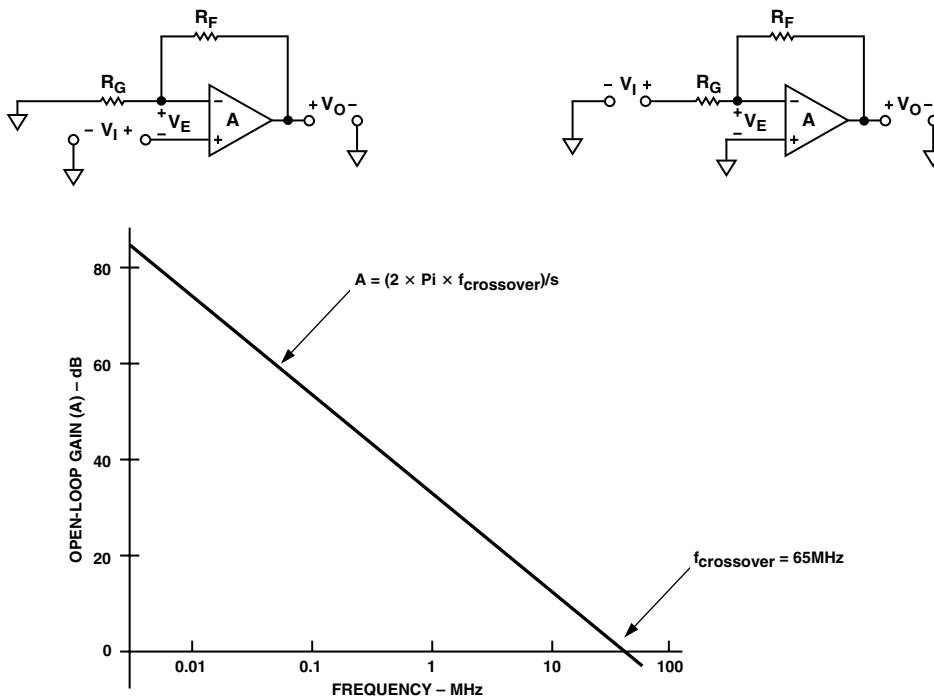 R_F
R_G
− V_I +
+ V_E −
−
A
+
+ V_O −
R_F
− V_I +
R_G
+ V_E −
−
A
+
+ V_O −
80
60
40
20
0
OPEN-LOOP GAIN (A) – dB
A = (2 × Pi × f_crossover)/s
f_crossover = 65MHz
0.01 0.1 1 10 100
FREQUENCY – MHz